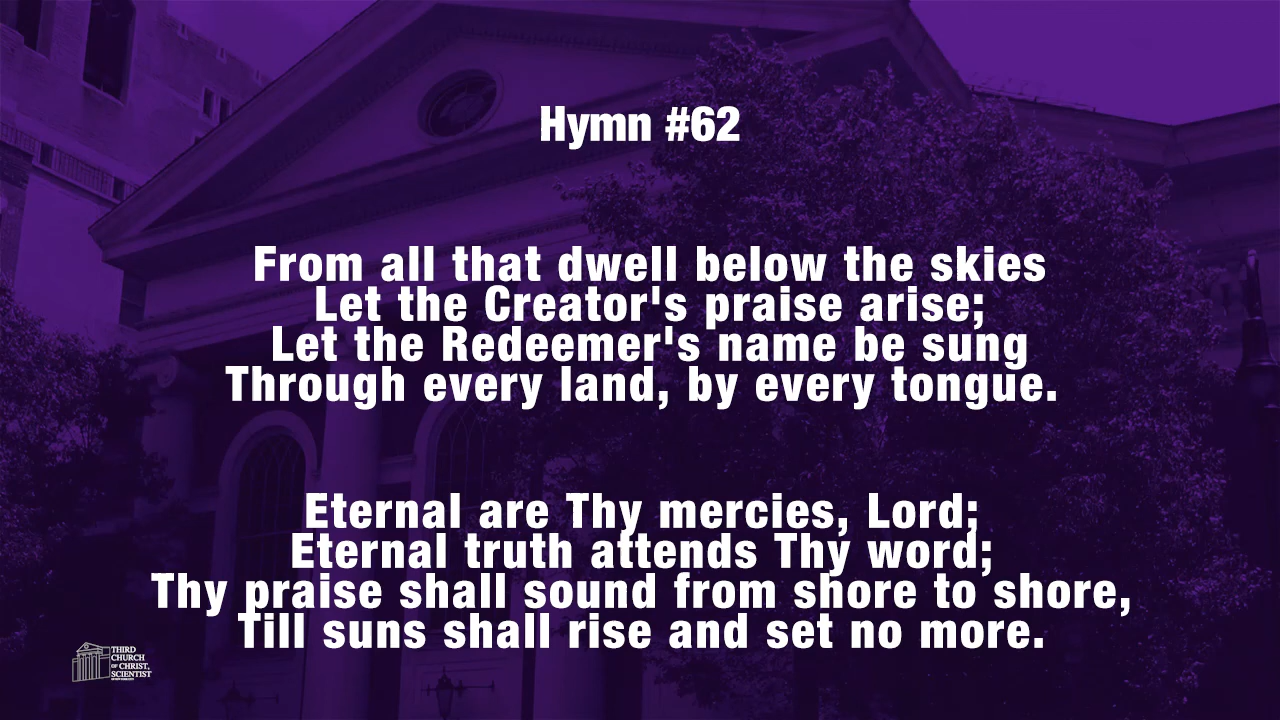 Hymn #62
From all that dwell below the skies
Let the Creator's praise arise;
Let the Redeemer's name be sung
Through every land, by every tongue.
Eternal are Thy mercies, Lord;
Eternal truth attends Thy word;
Thy praise shall sound from shore to shore,
Till suns shall rise and set no more.
THIRD
CHURCH
OF CHRIST,
SCIENTIST